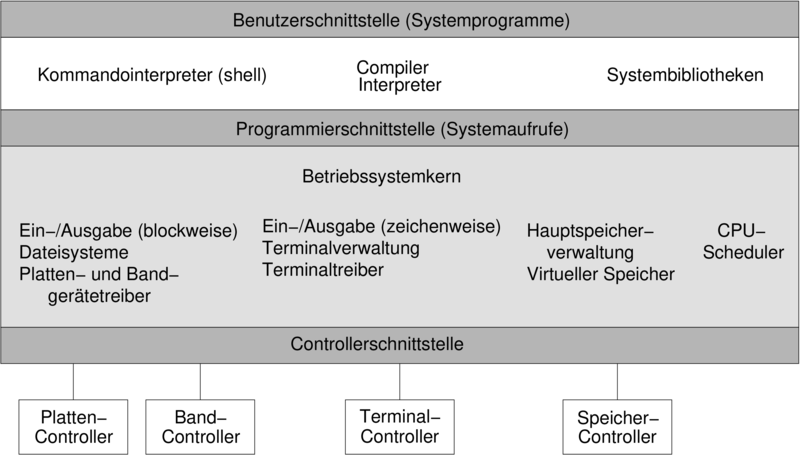 Benutzerschnittstelle (Systemprogramme)
Kommandointerpreter (shell)
Compiler
Interpreter
Systembibliotheken
Programmierschnittstelle (Systemaufrufe)
Betriebssystemkern
Ein−/Ausgabe (blockweise)
Dateisysteme
Platten− und Band−
gerätetreiber
Ein−/Ausgabe (zeichenweise)
Terminalverwaltung
Terminaltreiber
Hauptspeicher−
verwaltung
Virtueller Speicher
CPU−
Scheduler
Controllerschnittstelle
Platten−
Controller
Band−
Controller
Terminal−
Controller
Speicher−
Controller